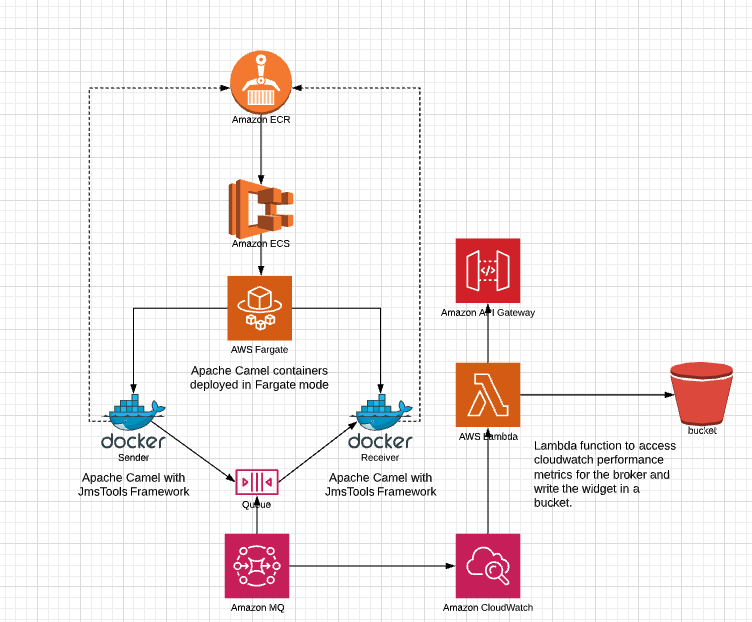 Amazon ECR
Amazon ECS
AWS Fargate
Apache Camel containers
deployed in Fargate mode
docker
Sender
Apache Camel with
JmsTools Framework
docker
Receiver
Apache Camel with
JmsTools Framework
Queue
Amazon MQ
Amazon API Gateway
AWS Lambda
bucket
Lambda function to access
cloudwatch performance
metrics for the broker and
write the widget in a
bucket.
Amazon CloudWatch